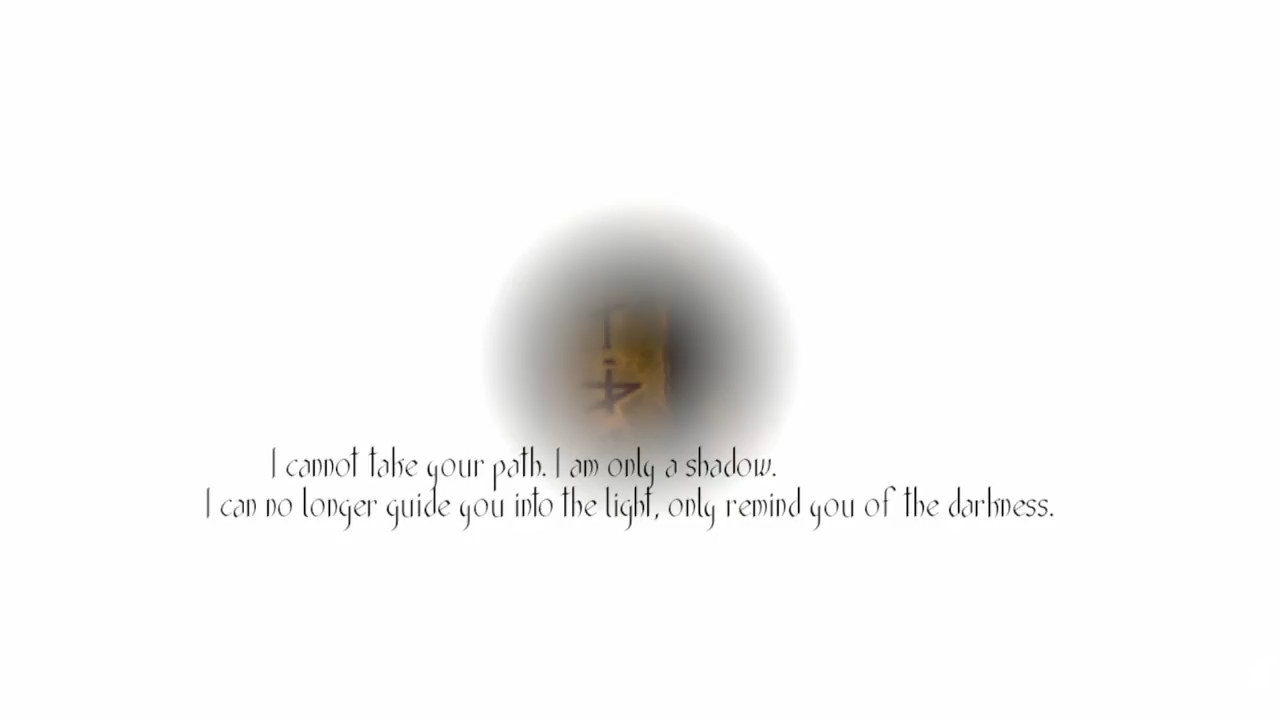 I cannot take your path. I am only a shadow.
I can no longer guide you into the light, only remind you of the darkness.